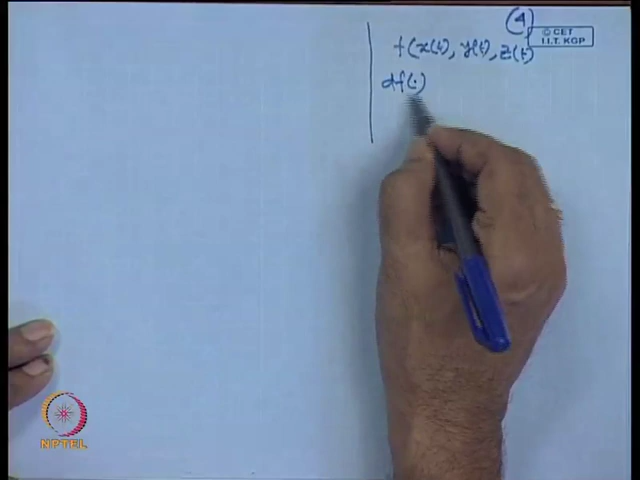 (4)
© CET
I.I.T. KGP
f(x(t), y(t), z(t)
df(·)
NPTEL